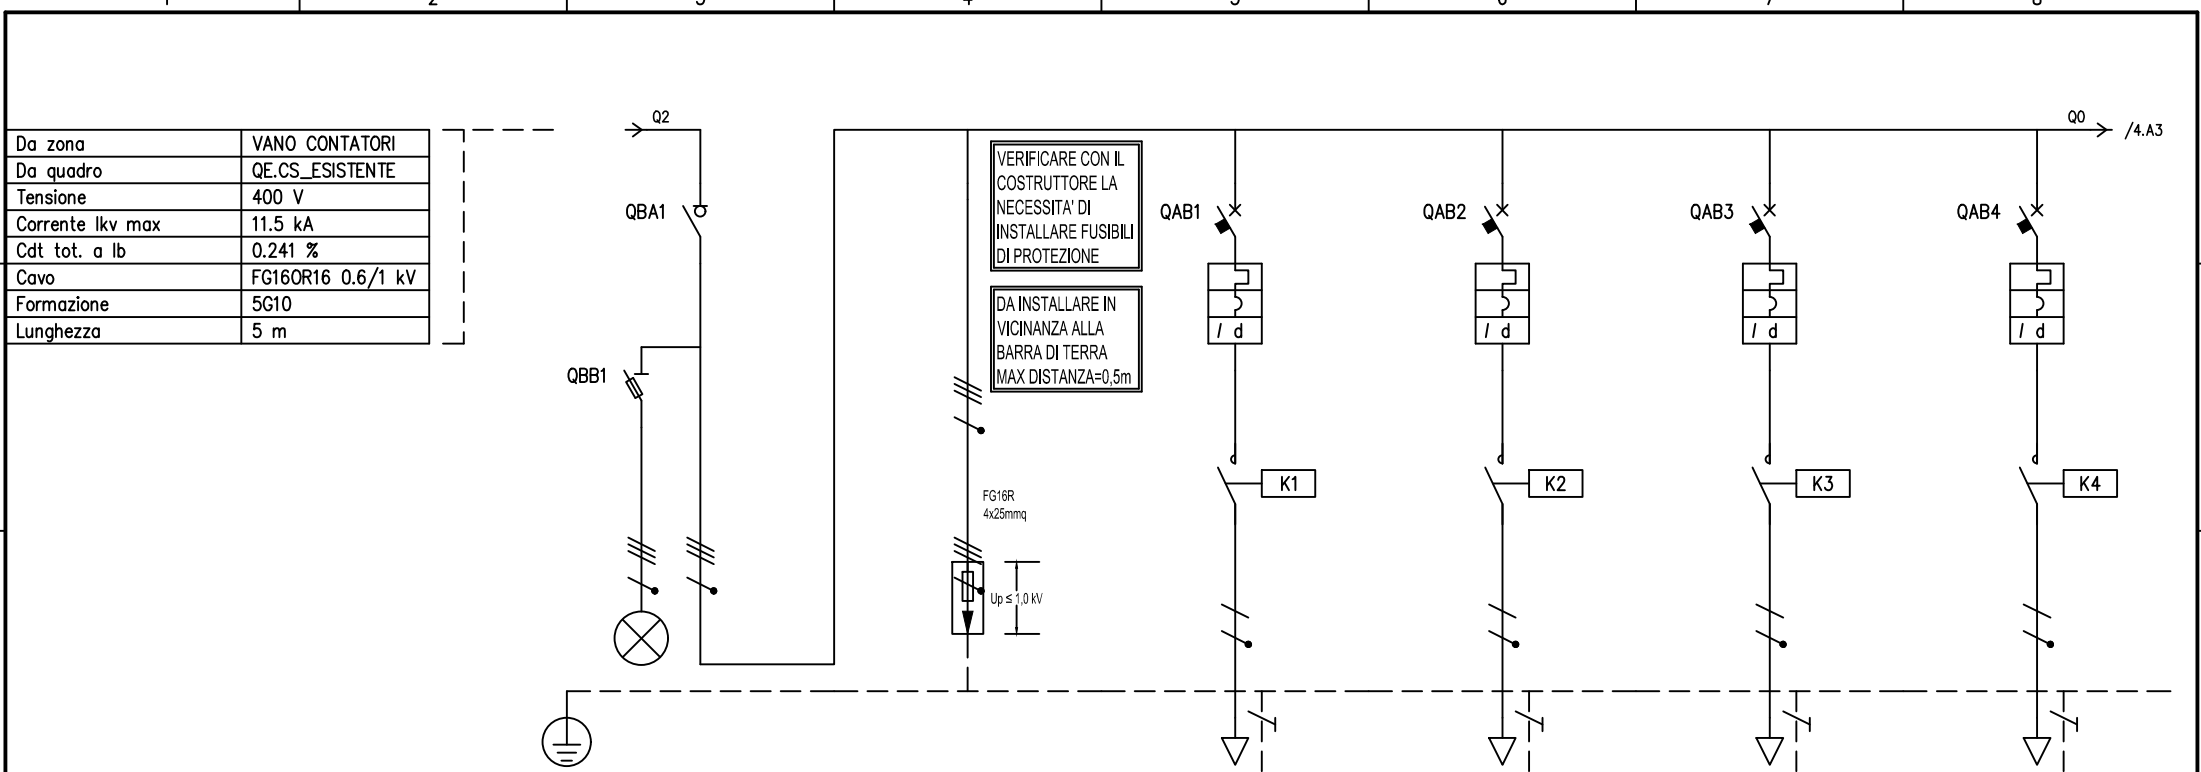 Q2
Q0
/4.A3
Da zona VANO CONTATORI
Da quadro QE.CS_ESISTENTE
Tensione 400 V
Corrente Ikv max 11.5 kA
Cdt tot. a Ib 0.241 %
Cavo FG16OR16 0.6/1 kV
Formazione 5G10
Lunghezza 5 m
VERIFICARE CON IL
COSTRUTTORE LA
NECESSITA' DI
INSTALLARE FUSIBILI
DI PROTEZIONE
DA INSTALLARE IN
VICINANZA ALLA
BARRA DI TERRA
MAX DISTANZA=0,5m
QBA1
QAB1
QAB2
QAB3
QAB4
I d
I d
I d
I d
QBB1
K1
K2
K3
K4
FG16R
4x25mmq
Up ≤ 1,0 kV